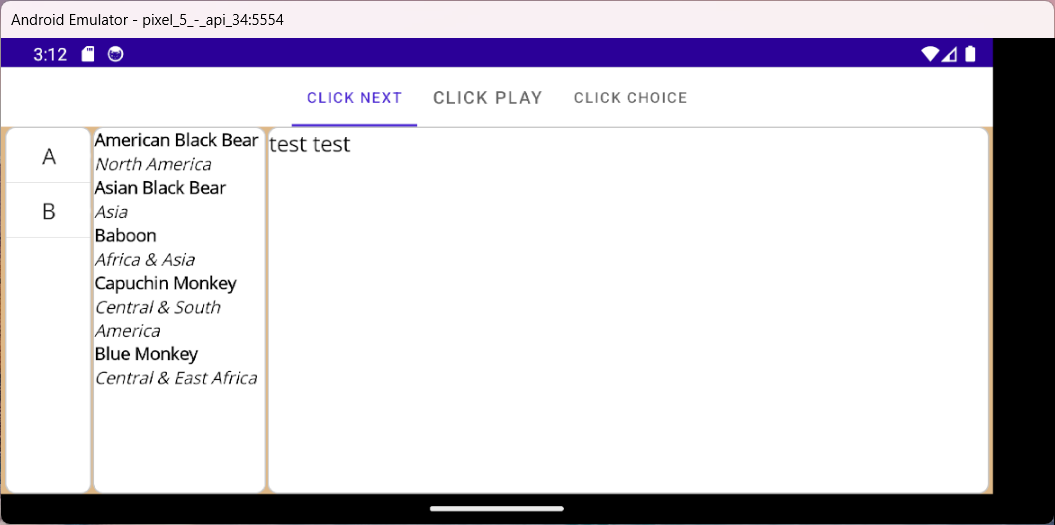 Android Emulator - pixel_5_-_api_34:5554
3:12
CLICK NEXT CLICK PLAY CLICK CHOICE
A
B
American Black Bear
North America
Asian Black Bear
Asia
Baboon
Africa & Asia
Capuchin Monkey
Central & South
America
Blue Monkey
Central & East Africa
test test